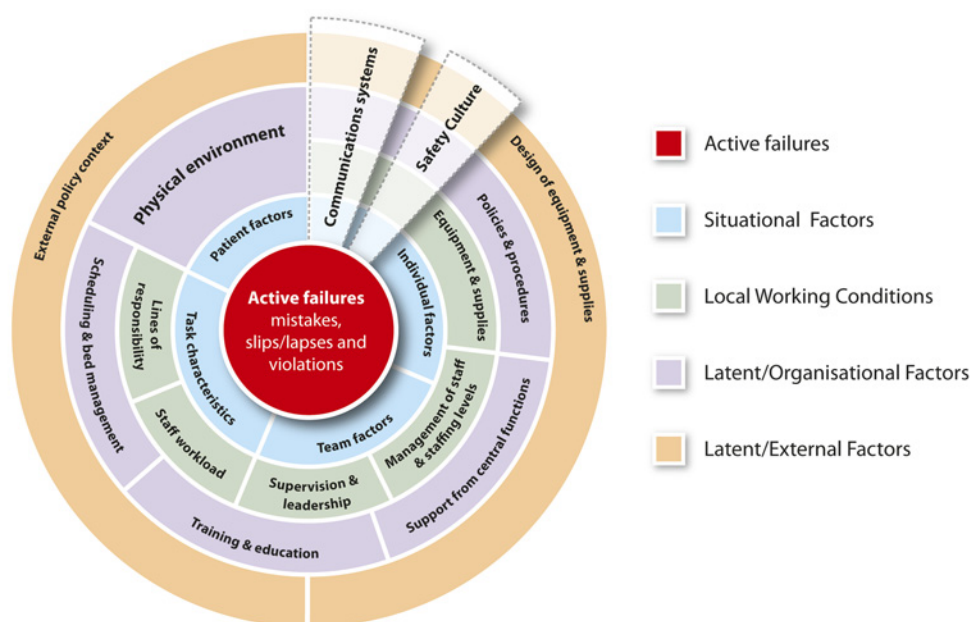 Active failures
mistakes,
slips/lapses and
violations
Patient factors
Individual factors
Team factors
Task characteristics
Equipment & supplies
Management of staff
& staffing levels
Supervision &
leadership
Staff workload
Lines of
responsibility
Physical environment
Policies & procedures
Support from central functions
Training & education
Scheduling & bed management
External policy context
Design of equipment & supplies
Communications systems
Safety Culture
Active failures
Situational Factors
Local Working Conditions
Latent/Organisational Factors
Latent/External Factors